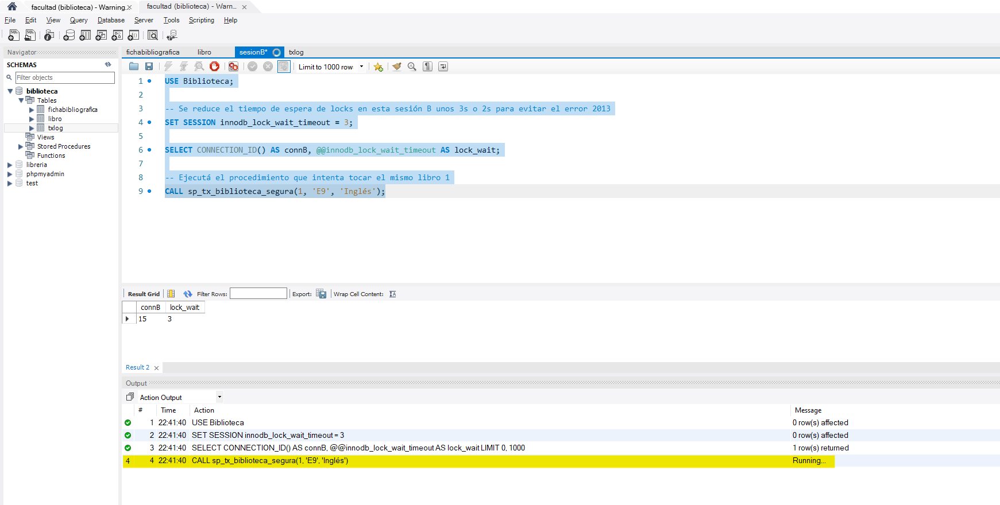 facultad (biblioteca) - Warning... x
facultad (biblioteca) - Warn... x
File Edit View Query Database Server Tools Scripting Help
Navigator
SCHEMAS
Filter objects
biblioteca
Tables
fichabibliografica
libro
txlog
Views
Stored Procedures
Functions
libreria
phpmyadmin
test
fichabibliografica libro sesionB* txlog
Limit to 1000 row
1 USE Biblioteca;
2
3 -- Se reduce el tiempo de espera de locks en esta sesión B unos 3s o 2s para evitar el error 2013
4 SET SESSION innodb_lock_wait_timeout = 3;
5
6 SELECT CONNECTION_ID() AS connB, @@innodb_lock_wait_timeout AS lock_wait;
7
8 -- Ejecutá el procedimiento que intenta tocar el mismo libro 1
9 CALL sp_tx_biblioteca_segura(1, 'E9', 'Inglés');
Result Grid Filter Rows: Export: Wrap Cell Content:
connB lock_wait
15 3
Result 2 x
Output
Action Output
# Time Action Message
1 22:41:40 USE Biblioteca 0 row(s) affected
2 22:41:40 SET SESSION innodb_lock_wait_timeout = 3 0 row(s) affected
3 22:41:40 SELECT CONNECTION_ID() AS connB, @@innodb_lock_wait_timeout AS lock_wait LIMIT 0, 1000 1 row(s) returned
4 4 22:41:40 CALL sp_tx_biblioteca_segura(1, 'E9', 'Inglés') Running...